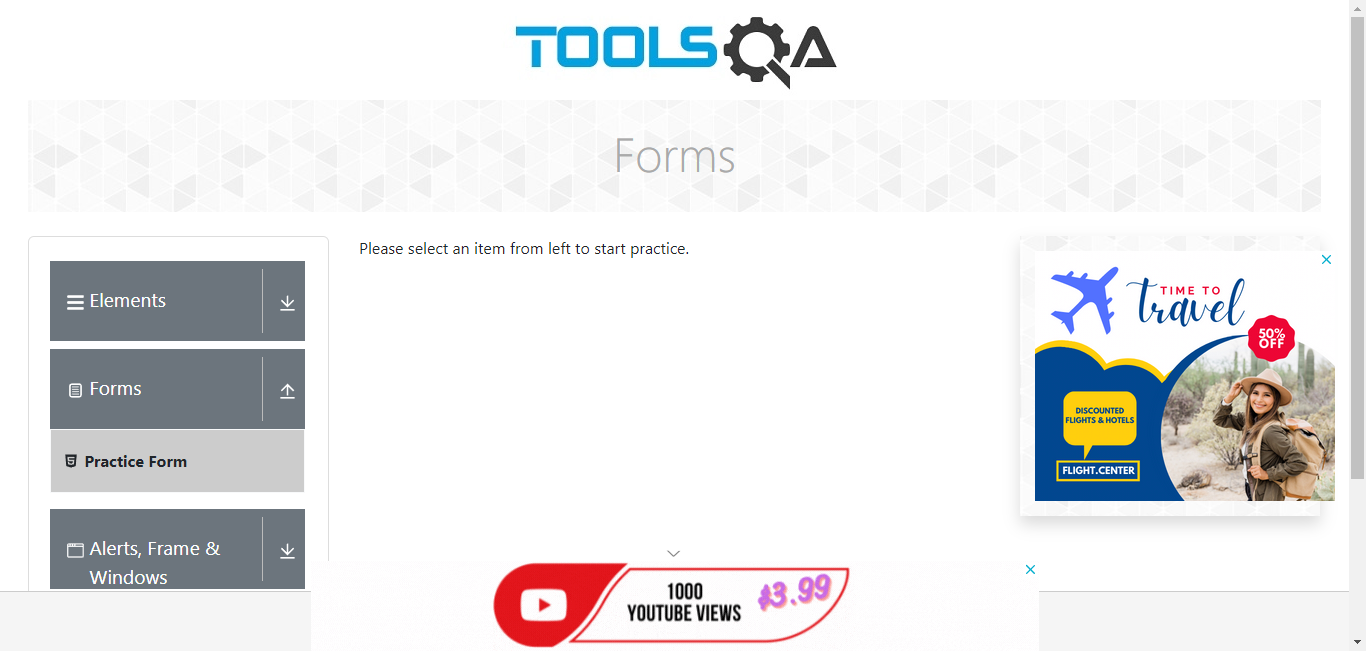 TOOLSQA
Forms
Elements
Forms
Practice Form
Alerts, Frame &
Windows
Please select an item from left to start practice.
TIME TO
travel
50%
OFF
DISCOUNTED
FLIGHTS & HOTELS
FLIGHT.CENTER
1000
YOUTUBE VIEWS
$3.99